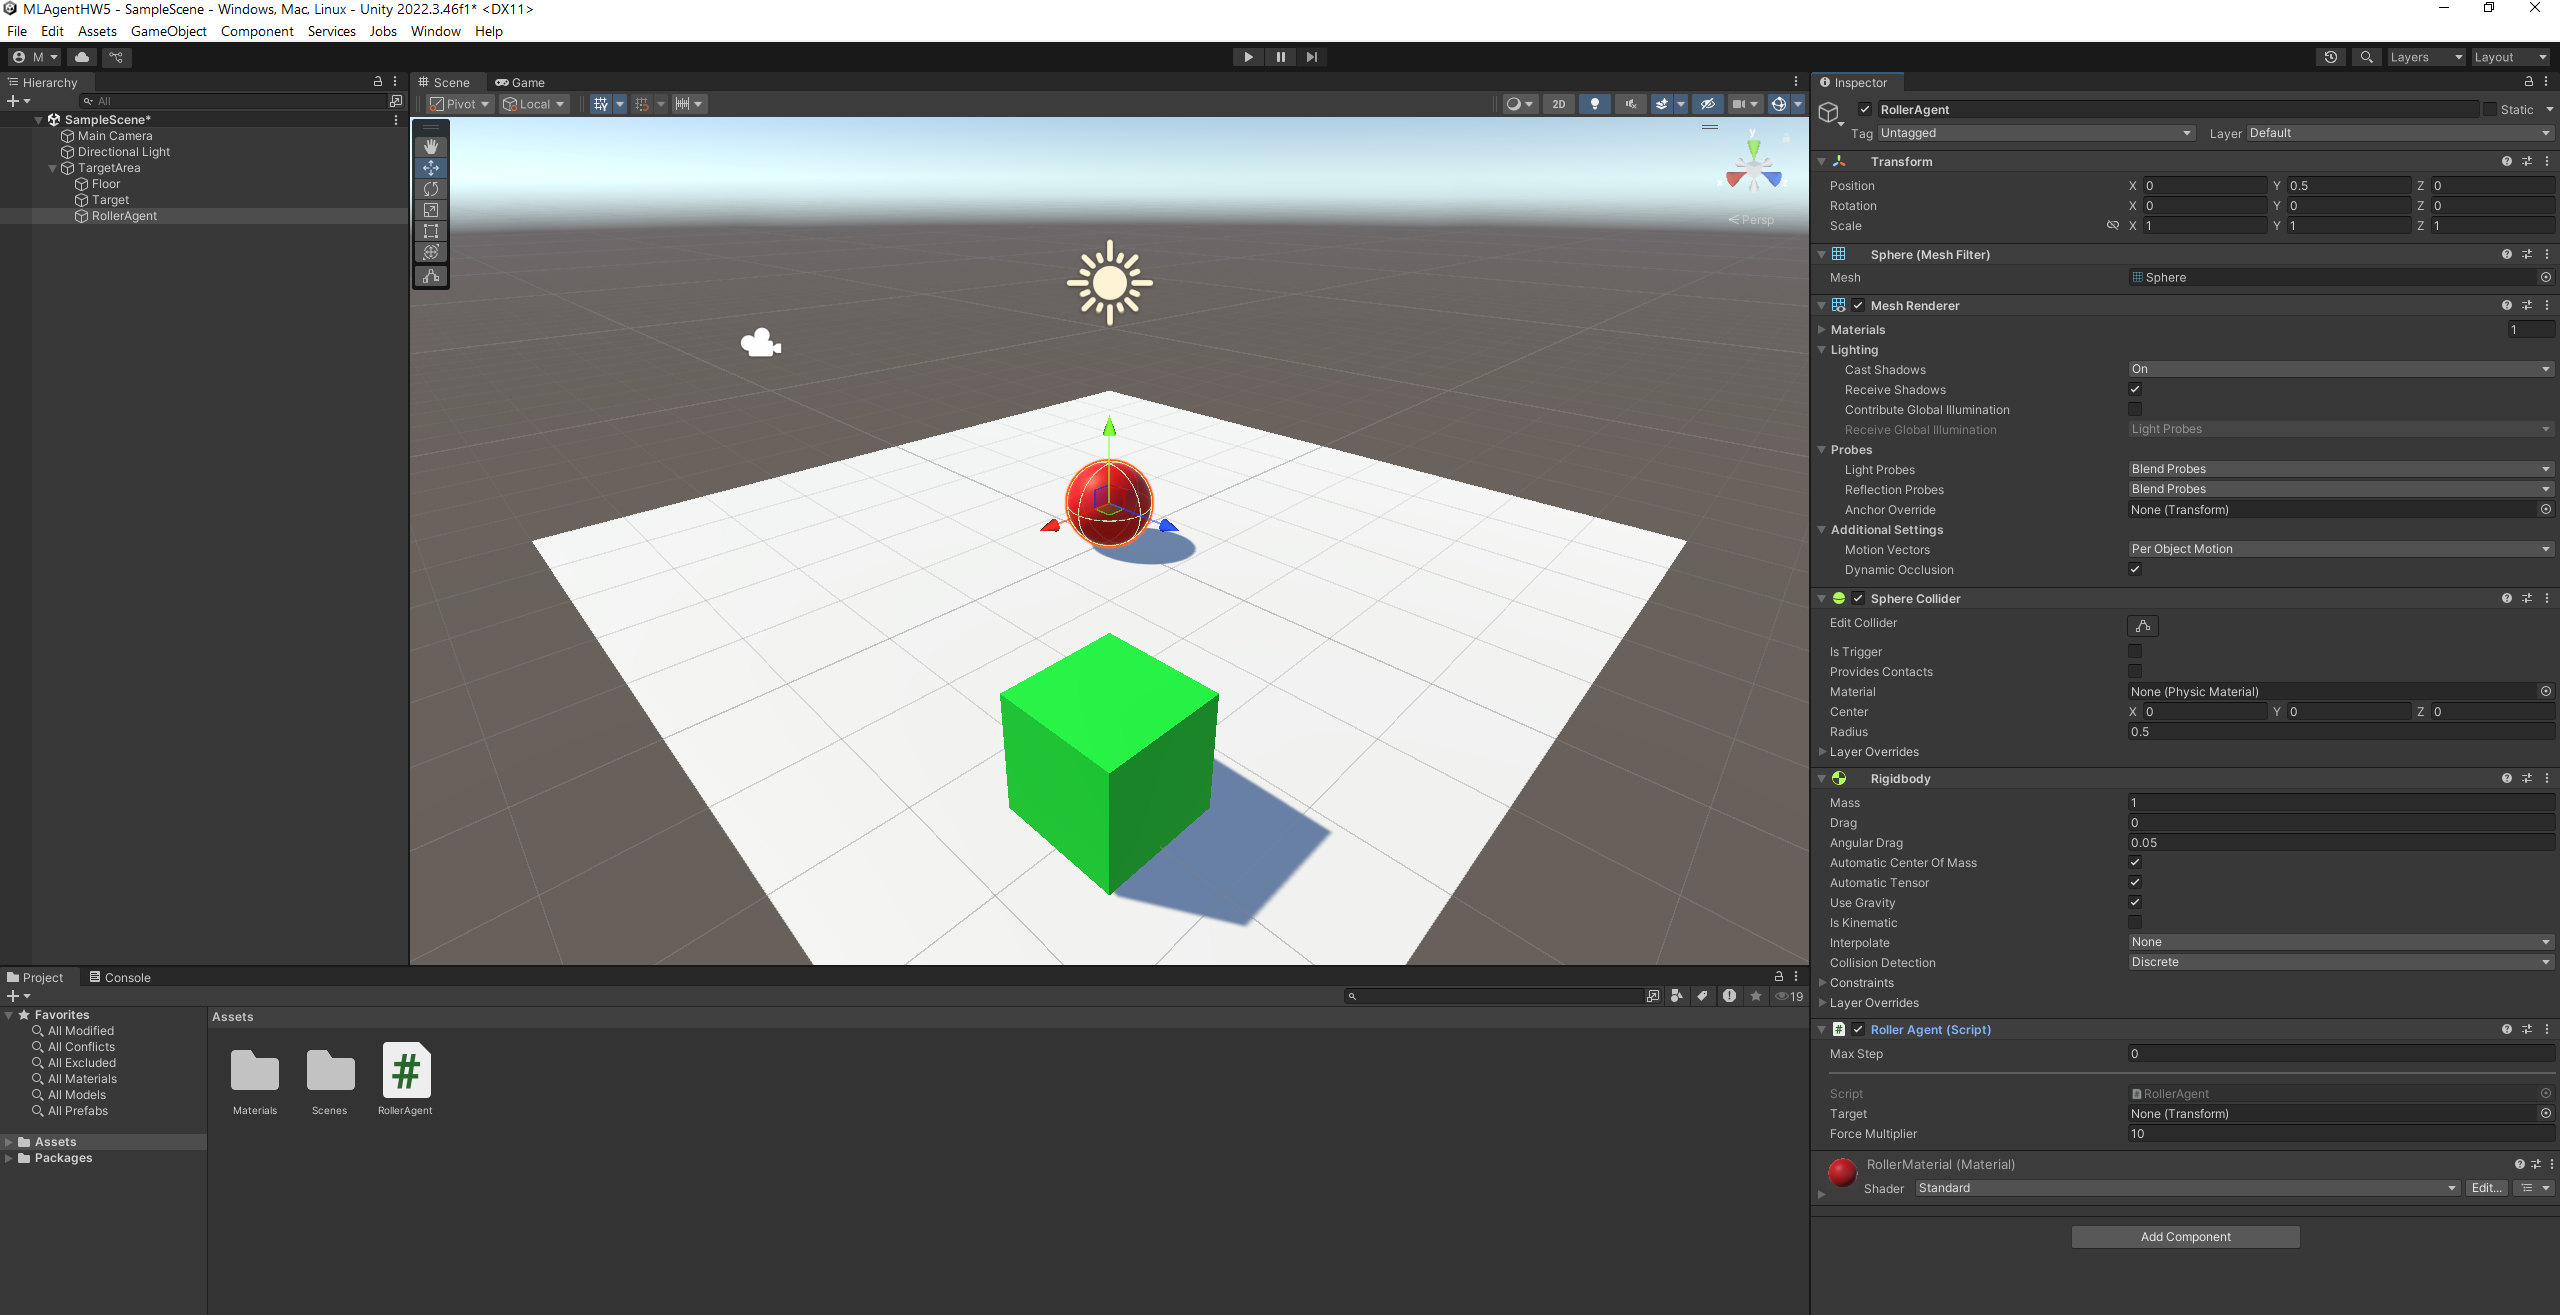 MLAgentHW5 - SampleScene - Windows, Mac, Linux - Unity 2022.3.46f1* <DX11>
File Edit Assets GameObject Component Services Jobs Window Help
M Layers Layout
Hierarchy
All
SampleScene*
Main Camera
Directional Light
TargetArea
Floor
Target
RollerAgent
Scene Game
Pivot Local 2D
y
x z
Persp
Project Console
19
Favorites
All Modified
All Conflicts
All Excluded
All Materials
All Models
All Prefabs
Assets
Packages
Assets
Materials Scenes RollerAgent
Inspector
RollerAgent Static
Tag Untagged Layer Default
Transform
Position X 0 Y 0.5 Z 0
Rotation X 0 Y 0 Z 0
Scale X 1 Y 1 Z 1
Sphere (Mesh Filter)
Mesh Sphere
Mesh Renderer
Materials 1
Lighting
Cast Shadows On
Receive Shadows
Contribute Global Illumination
Receive Global Illumination Light Probes
Probes
Light Probes Blend Probes
Reflection Probes Blend Probes
Anchor Override None (Transform)
Additional Settings
Motion Vectors Per Object Motion
Dynamic Occlusion
Sphere Collider
Edit Collider
Is Trigger
Provides Contacts
Material None (Physic Material)
Center X 0 Y 0 Z 0
Radius 0.5
Layer Overrides
Rigidbody
Mass 1
Drag 0
Angular Drag 0.05
Automatic Center Of Mass
Automatic Tensor
Use Gravity
Is Kinematic
Interpolate None
Collision Detection Discrete
Constraints
Layer Overrides
# Roller Agent (Script)
Max Step 0
Script RollerAgent
Target None (Transform)
Force Multiplier 10
RollerMaterial (Material)
Shader Standard Edit...
Add Component